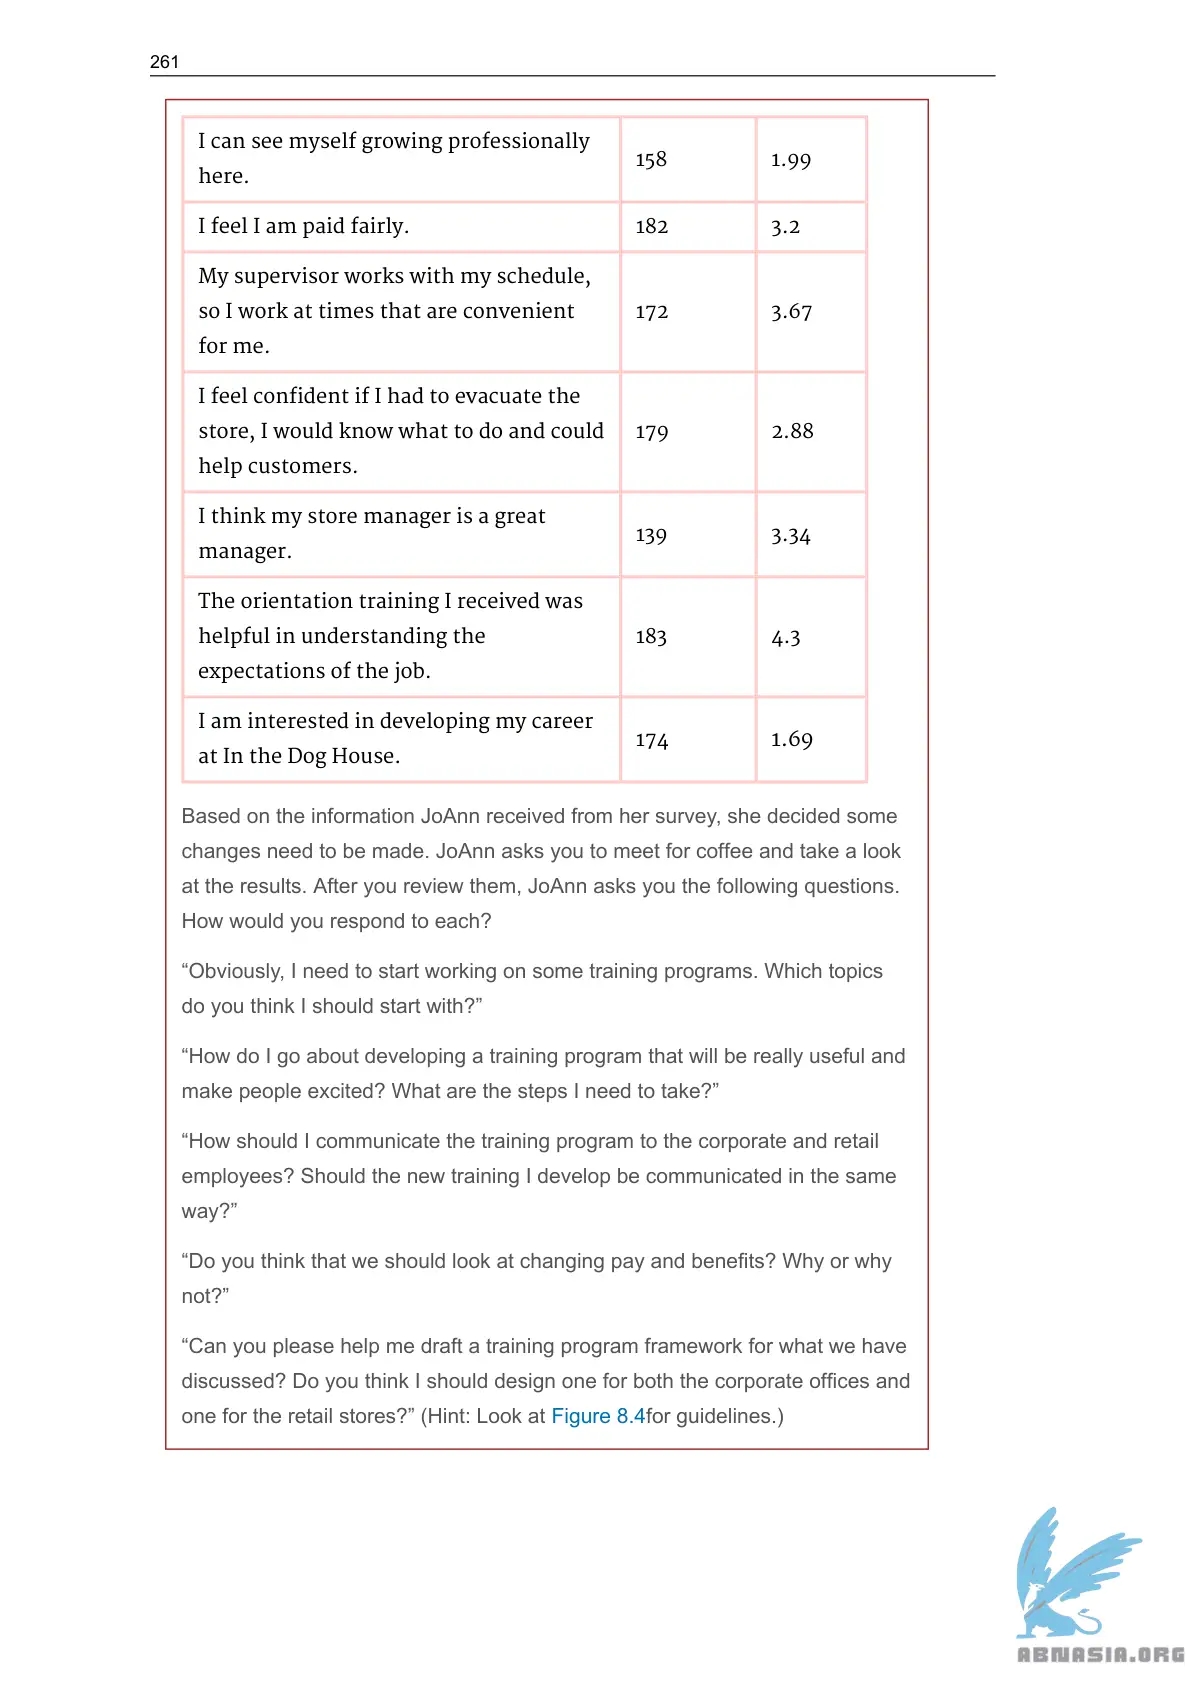 261
I can see myself growing professionally
here.
158
1.99
I feel I am paid fairly.
182
3.2
My supervisor works with my schedule,
so I work at times that are convenient
for me.
172
3.67
I feel confident if I had to evacuate the
store, I would know what to do and could
help customers.
179
2.88
I think my store manager is a great
manager.
139
3.34
The orientation training I received was
helpful in understanding the
expectations of the job.
183
4.3
I am interested in developing my career
at In the Dog House.
174
1.69
Based on the information JoAnn received from her survey, she decided some
changes need to be made. JoAnn asks you to meet for coffee and take a look
at the results. After you review them, JoAnn asks you the following questions.
How would you respond to each?
“Obviously, I need to start working on some training programs. Which topics
do you think I should start with?”
“How do I go about developing a training program that will be really useful and
make people excited? What are the steps I need to take?”
“How should I communicate the training program to the corporate and retail
employees? Should the new training I develop be communicated in the same
way?”
“Do you think that we should look at changing pay and benefits? Why or why
not?”
“Can you please help me draft a training program framework for what we have
discussed? Do you think I should design one for both the corporate offices and
one for the retail stores?” (Hint: Look at Figure 8.4for guidelines.)
ABNASIA.ORG